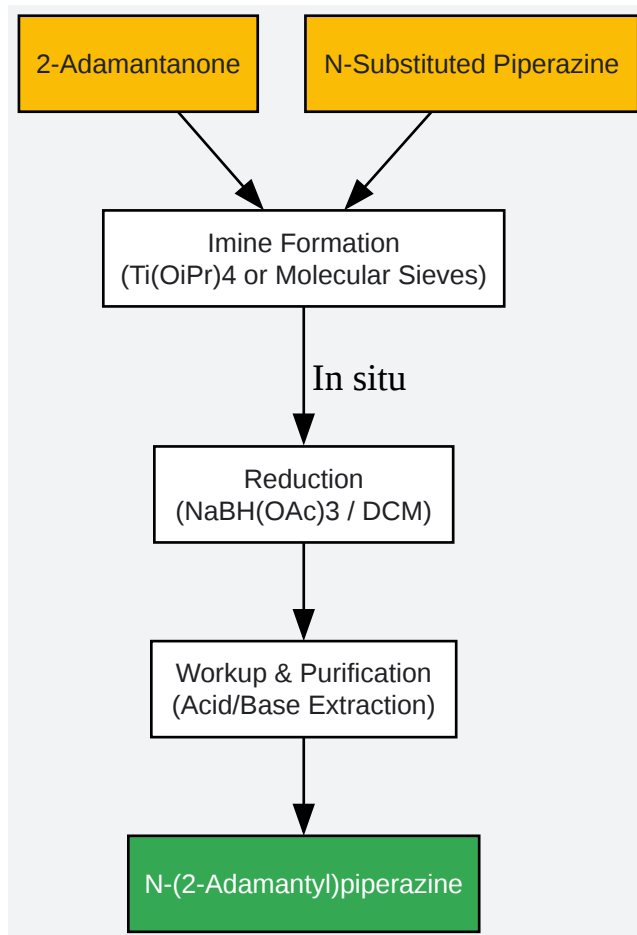 2-Adamantanone
N-Substituted Piperazine
Imine Formation
(Ti(OiPr)4 or Molecular Sieves)
In situ
Reduction
(NaBH(OAc)3 / DCM)
Workup & Purification
(Acid/Base Extraction)
N-(2-Adamantyl)piperazine